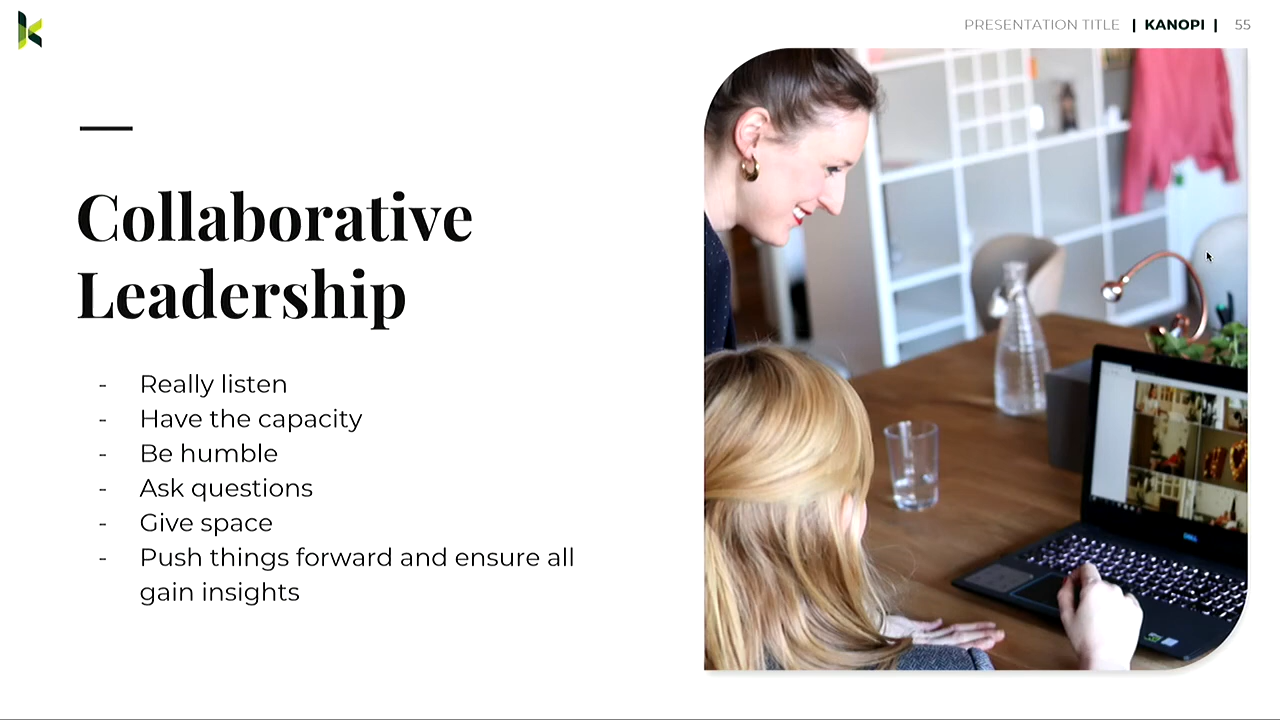 PRESENTATION TITLE | KANOPI | 55
Collaborative
Leadership
- Really listen
- Have the capacity
- Be humble
- Ask questions
- Give space
- Push things forward and ensure all
gain insights
DELL